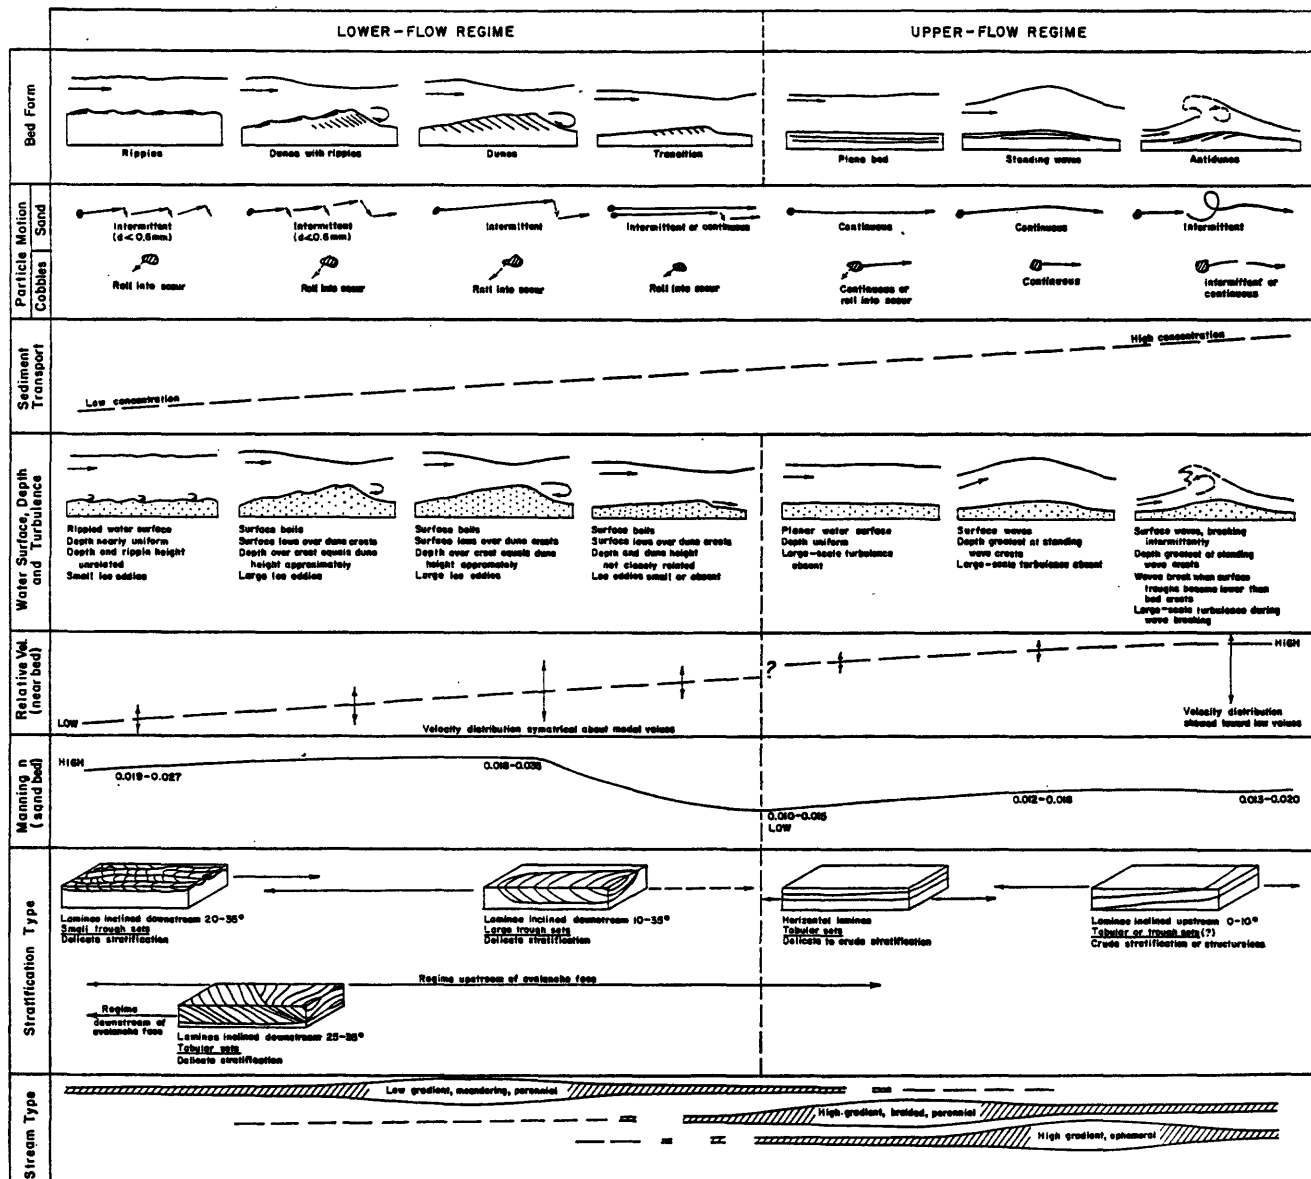 LOWER-FLOW REGIME
UPPER-FLOW REGIME
Bed Form
Ripples
Dunes with ripples
Dunes
Transition
Plane bed
Standing waves
Antidunes
Particle Motion
Sand
Cobbles
Intermittent
(d<0.6mm)
Intermittent
(d<0.6mm)
Intermittent
Intermittent or continuous
Continuous
Continuous
Intermittent
Roll into scour
Roll into scour
Roll into scour
Roll into scour
Continuous or
roll into scour
Continuous
Intermittent or
continuous
Sediment
Transport
Low concentration
High concentration
Water Surface, Depth
and Turbulence
Rippled water surface
Depth nearly uniform
Depth and ripple height
unrelated
Small lee eddies
Surface boils
Surface lows over dune crests
Depth over crest equals dune
height approximately
Large lee eddies
Surface boils
Surface lows over dune crests
Depth over crest equals dune
height appromately
Large lee eddies
Surface boils
Surface lows over dune crests
Depth and dune height
not closely related
Lee eddies small or absent
Planer water surface
Depth uniform
Large-scale turbulence
absent
Surface waves
Depth greatest at standing
wave crests
Large-scale turbulence absent
Surface waves, breaking
intermittently
Depth greatest at standing
wave crests
Waves break when surface
troughs become lower than
bed crests
Large-scale turbulence during
wave breaking
Relative Vel.
(near bed)
LOW
?
HIGH
Velocity distribution symatrical about modal values
Velocity distribution
skewed toward low values
Manning n
(sand bed)
HIGH
0.019-0.027
0.018-0.035
0.010-0.015
LOW
0.012-0.018
0.013-0.020
Stratification Type
Laminae inclined downstream 20-35°
Small trough sets
Delicate stratification
Laminae inclined downstream 10-35°
Large trough sets
Delicate stratification
Horizontal laminae
Tabular sets
Delicate to crude stratification
Laminae inclined upstream 0-10°
Tabular or trough sets (?)
Crude stratification or structureless
Regime upstream of avalanche face
Regime
downstream of
avalanche face
Laminae inclined downstream 25-35°
Tabular sets
Delicate stratification
Stream Type
Low gradient, meandering, perennial
High-gradient, braided, perennial
High gradient, ephemeral